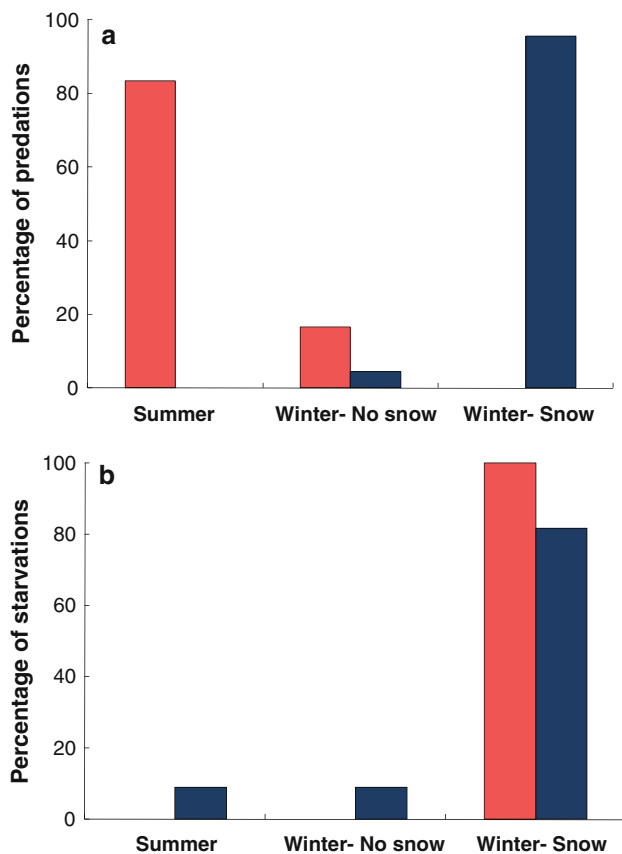 a
Percentage of predations
100
80
60
40
20
0
Summer Winter- No snow Winter- Snow
b
Percentage of starvations
100
80
60
40
20
0
Summer Winter- No snow Winter- Snow